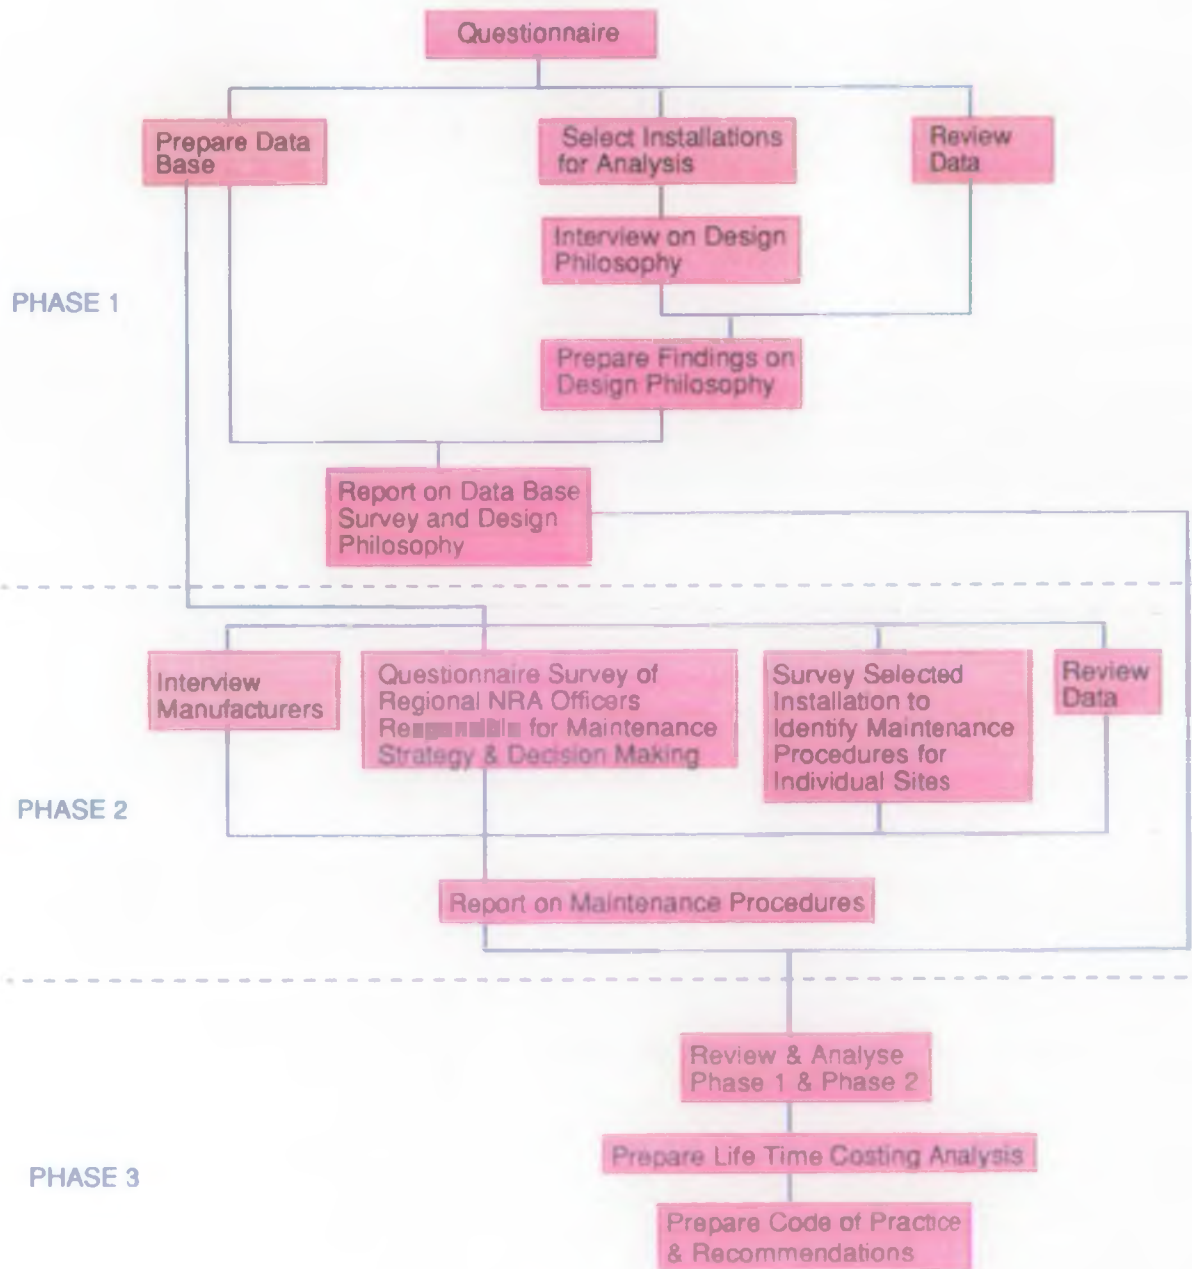 Questionnaire
Prepare Data
Base
Select Installations
for Analysis
Review
Data
Interview on Design
Philosophy
PHASE 1
Prepare Findings on
Design Philosophy
Report on Data Base
Survey and Design
Philosophy
Interview
Manufacturers
Questionnaire Survey of
Regional NRA Officers
for Maintenance
Strategy & Decision Making
Survey Selected
Installation to
Identify Maintenance
Procedures for
Individual Sites
Review
Data
PHASE 2
Report on Maintenance Procedures
Review & Analyse
Phase 1 & Phase 2
PHASE 3
Prepare Life Time Costing Analysis
Prepare Code of Practice
& Recommendations